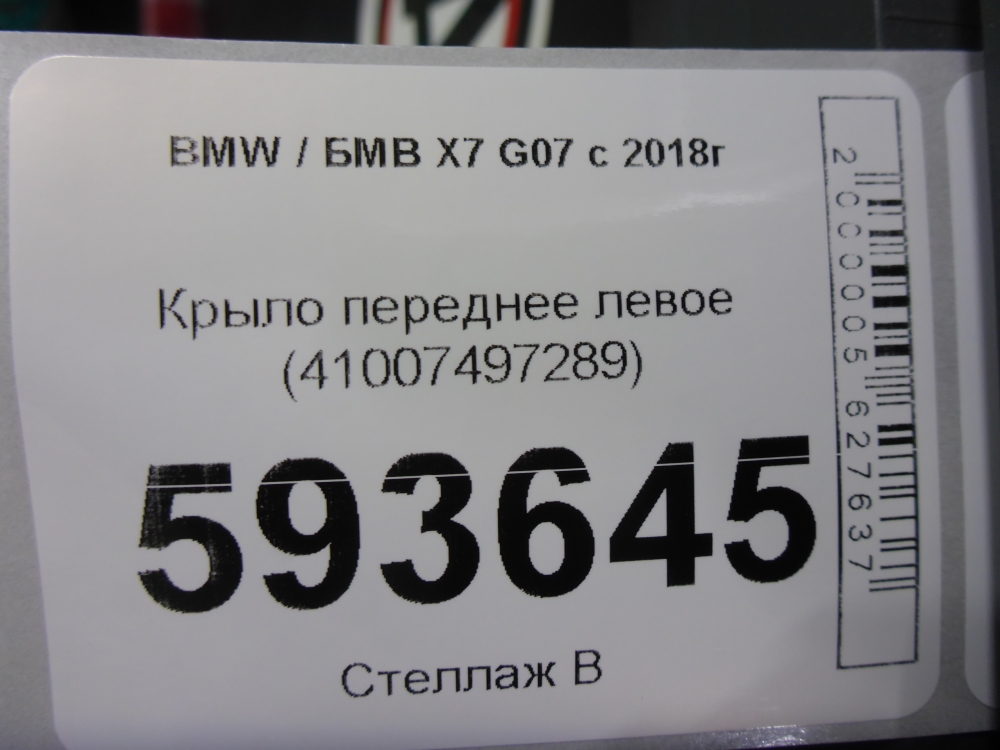 BMW / БМВ X7 G07 с 2018г
Крыло переднее левое
(41007497289)
593645
Стеллаж В
2000005627637